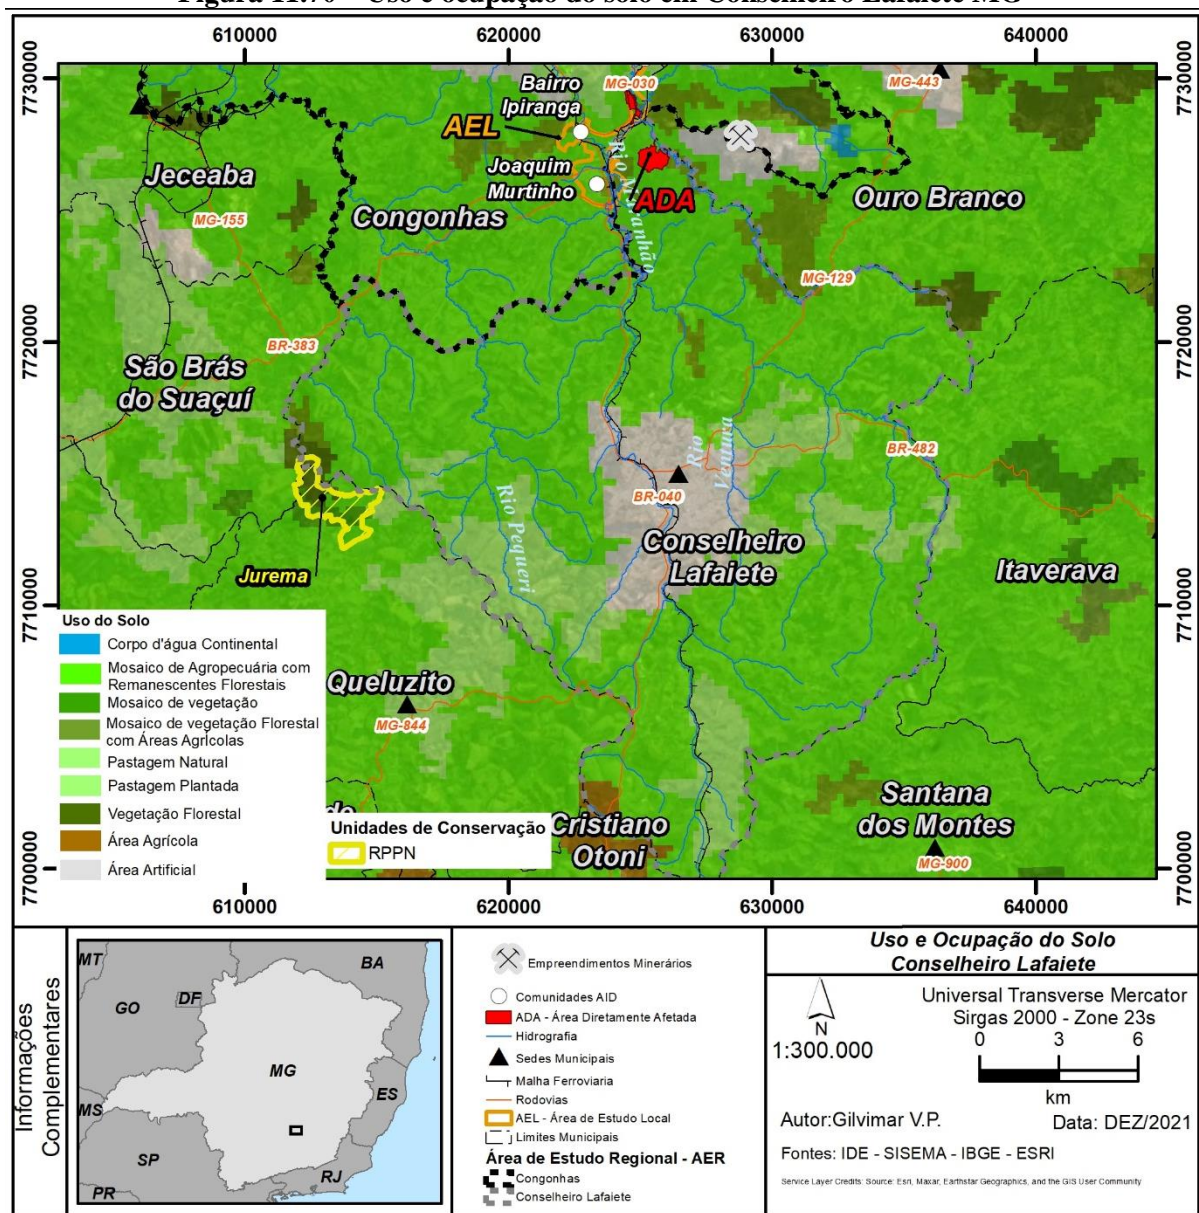 Figura 11.70 – Uso e ocupação do solo em Conselheiro Lafaiete MG
610000
620000
630000
640000
7730000
7730000
MG-030
MG-443
Bairro
Ipiranga
AEL
Joaquim
Murtinho
Jeceaba
Rio Maranhão
ADA
Ouro Branco
Congonhas
MG-155
MG-129
7720000
7720000
BR-383
São Brás
do Suaçuí
Rio
Ventura
BR-482
BR-040
Rio Pequeri
Conselheiro
Lafaiete
Itaverava
Jurema
7710000
7710000
Uso do Solo
Corpo d'água Continental
Mosaico de Agropecuária com
Remanescentes Florestais
Mosaico de vegetação
Mosaico de vegetação Florestal
com Áreas Agrícolas
Pastagem Natural
Pastagem Plantada
Vegetação Florestal
Área Agrícola
Área Artificial
Queluzito
MG-844
Unidades de Conservação
RPPN
Cristiano
Otoni
Santana
dos Montes
MG-900
7700000
7700000
610000
620000
630000
640000
Informações
Complementares
MT
GO
DF
BA
MG
ES
MS
SP
RJ
PR
Empreendimentos Minerários
Comunidades AID
ADA - Área Diretamente Afetada
Hidrografia
Sedes Municipais
Malha Ferroviaria
Rodovias
AEL - Área de Estudo Local
Limites Municipais
Área de Estudo Regional - AER
Congonhas
Conselheiro Lafaiete
Uso e Ocupação do Solo
Conselheiro Lafaiete
N
1:300.000
Universal Transverse Mercator
Sirgas 2000 - Zone 23s
0 3 6
km
Autor:Gilvimar V.P.
Data: DEZ/2021
Fontes: IDE - SISEMA - IBGE - ESRI
Service Layer Credits: Source: Esri, Maxar, Earthstar Geographics, and the GIS User Community